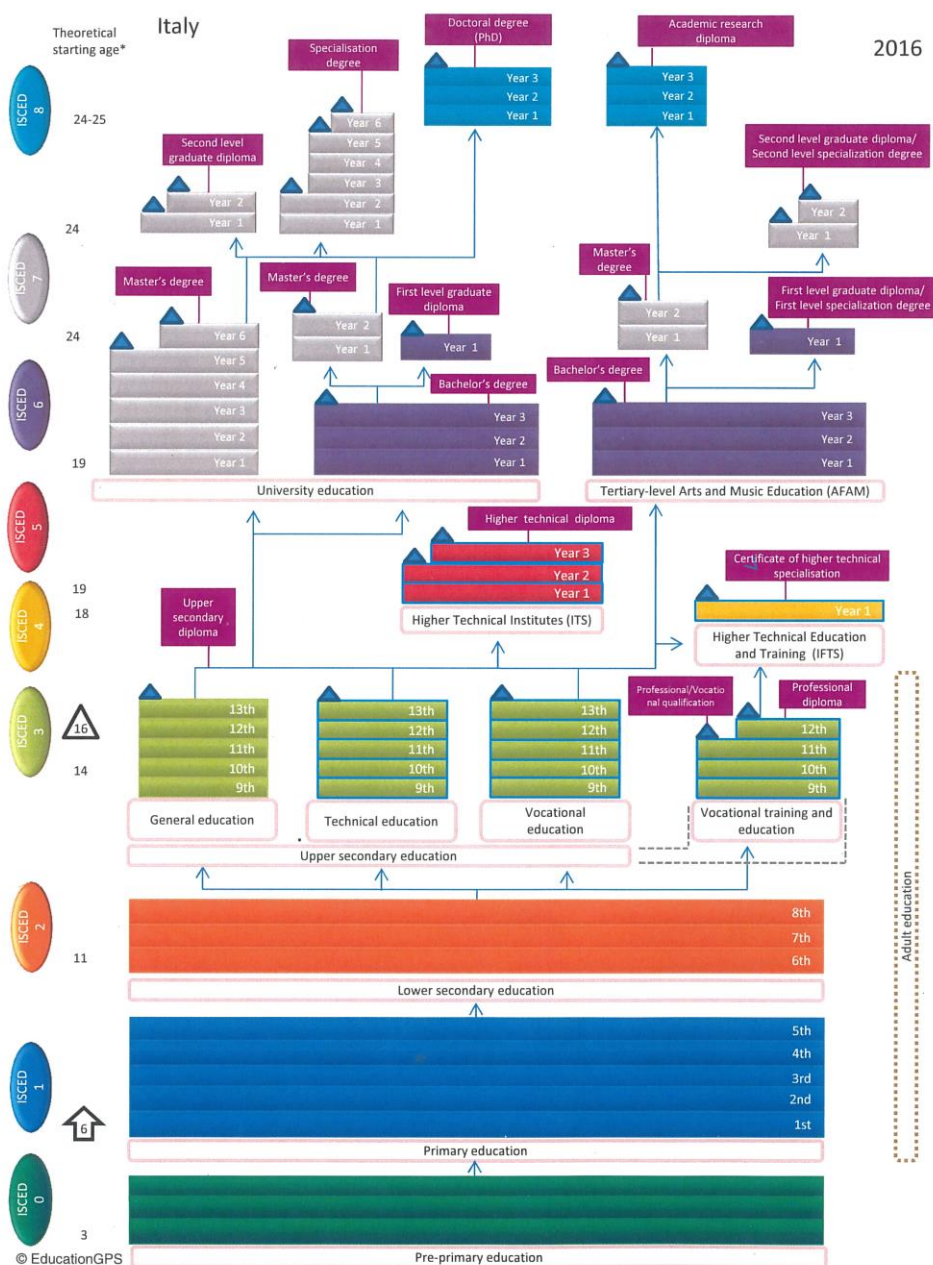 Italy
2016
Theoretical
starting age*
Doctoral degree
(PhD)
Academic research
diploma
Specialisation
degree
ISCED
8
24-25
Year 3
Year 2
Year 1
Year 3
Year 2
Year 1
Second level
graduate diploma
Year 6
Year 5
Year 4
Year 3
Year 2
Year 1
Second level graduate diploma/
Second level specialization degree
Year 2
Year 1
Year 2
Year 1
24
ISCED
7
Master's degree
Master's degree
First level graduate
diploma
Master's
degree
First level graduate diploma/
First level specialization degree
Year 6
Year 5
Year 4
Year 3
Year 2
Year 1
Year 2
Year 1
Year 1
Year 2
Year 1
Year 1
24
ISCED
6
Bachelor's degree
Bachelor's degree
Year 3
Year 2
Year 1
Year 3
Year 2
Year 1
19
University education
Tertiary-level Arts and Music Education (AFAM)
ISCED
5
Higher technical diploma
Year 3
Year 2
Year 1
Higher Technical Institutes (ITS)
19
Certificate of higher technical
specialisation
Year 1
Higher Technical Education
and Training (IFTS)
ISCED
4
18
Upper
secondary
diploma
Professional/Vocatio
nal qualification
Professional
diploma
ISCED
3
16
14
13th
12th
11th
10th
9th
13th
12th
11th
10th
9th
13th
12th
11th
10th
9th
12th
11th
10th
9th
General education
Technical education
Vocational
education
Vocational training and
education
Upper secondary education
ISCED
2
11
8th
7th
6th
Lower secondary education
Adult education
ISCED
1
6
5th
4th
3rd
2nd
1st
Primary education
ISCED
0
3
Pre-primary education
© EducationGPS